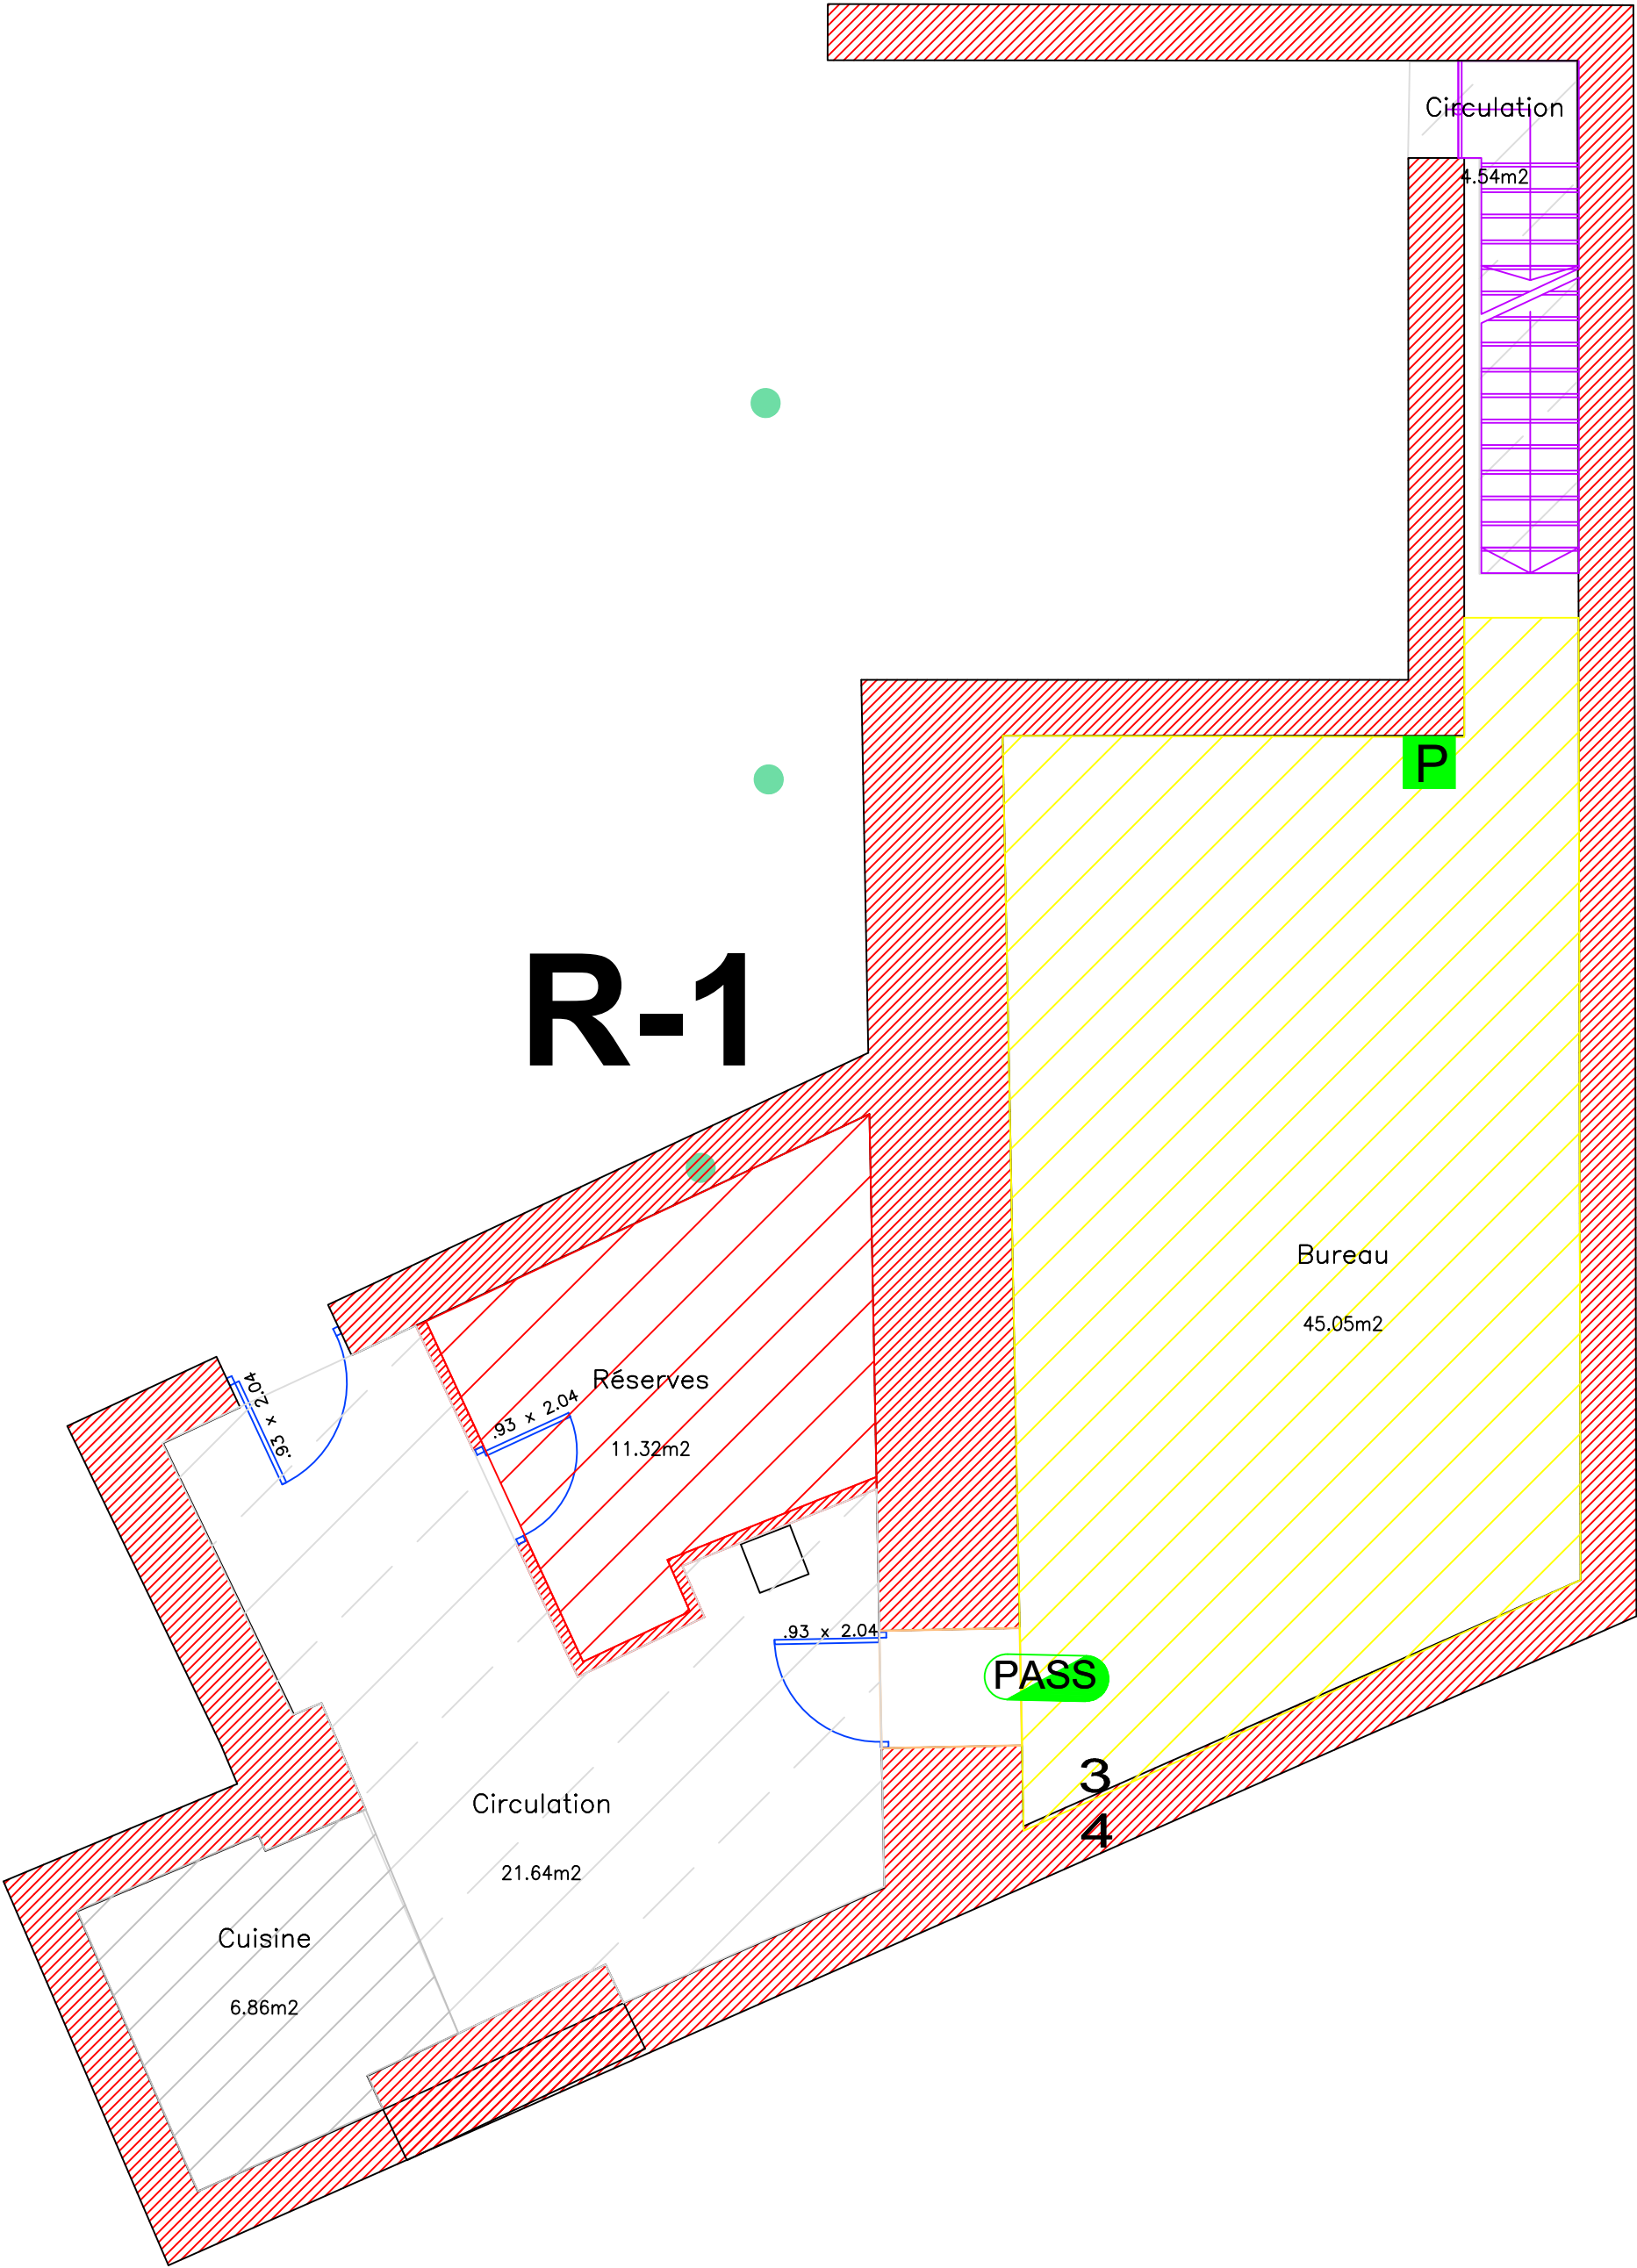 Circulation
4.54m2
P
R-1
Bureau
45.05m2
.93 x 2.04
Réserves
.93 x 2.04
11.32m2
.93 x 2.04
PASS
3
4
Circulation
21.64m2
Cuisine
6.86m2